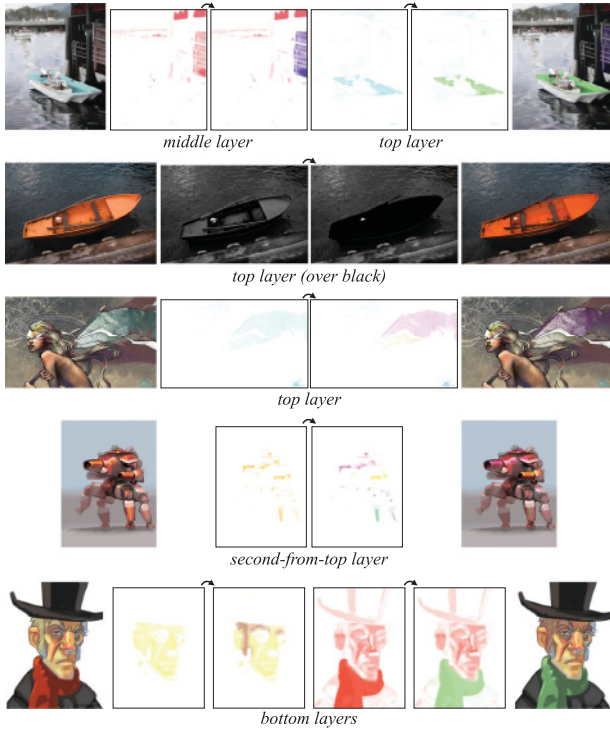 middle layer
top layer
top layer (over black)
top layer
second-from-top layer
bottom layers